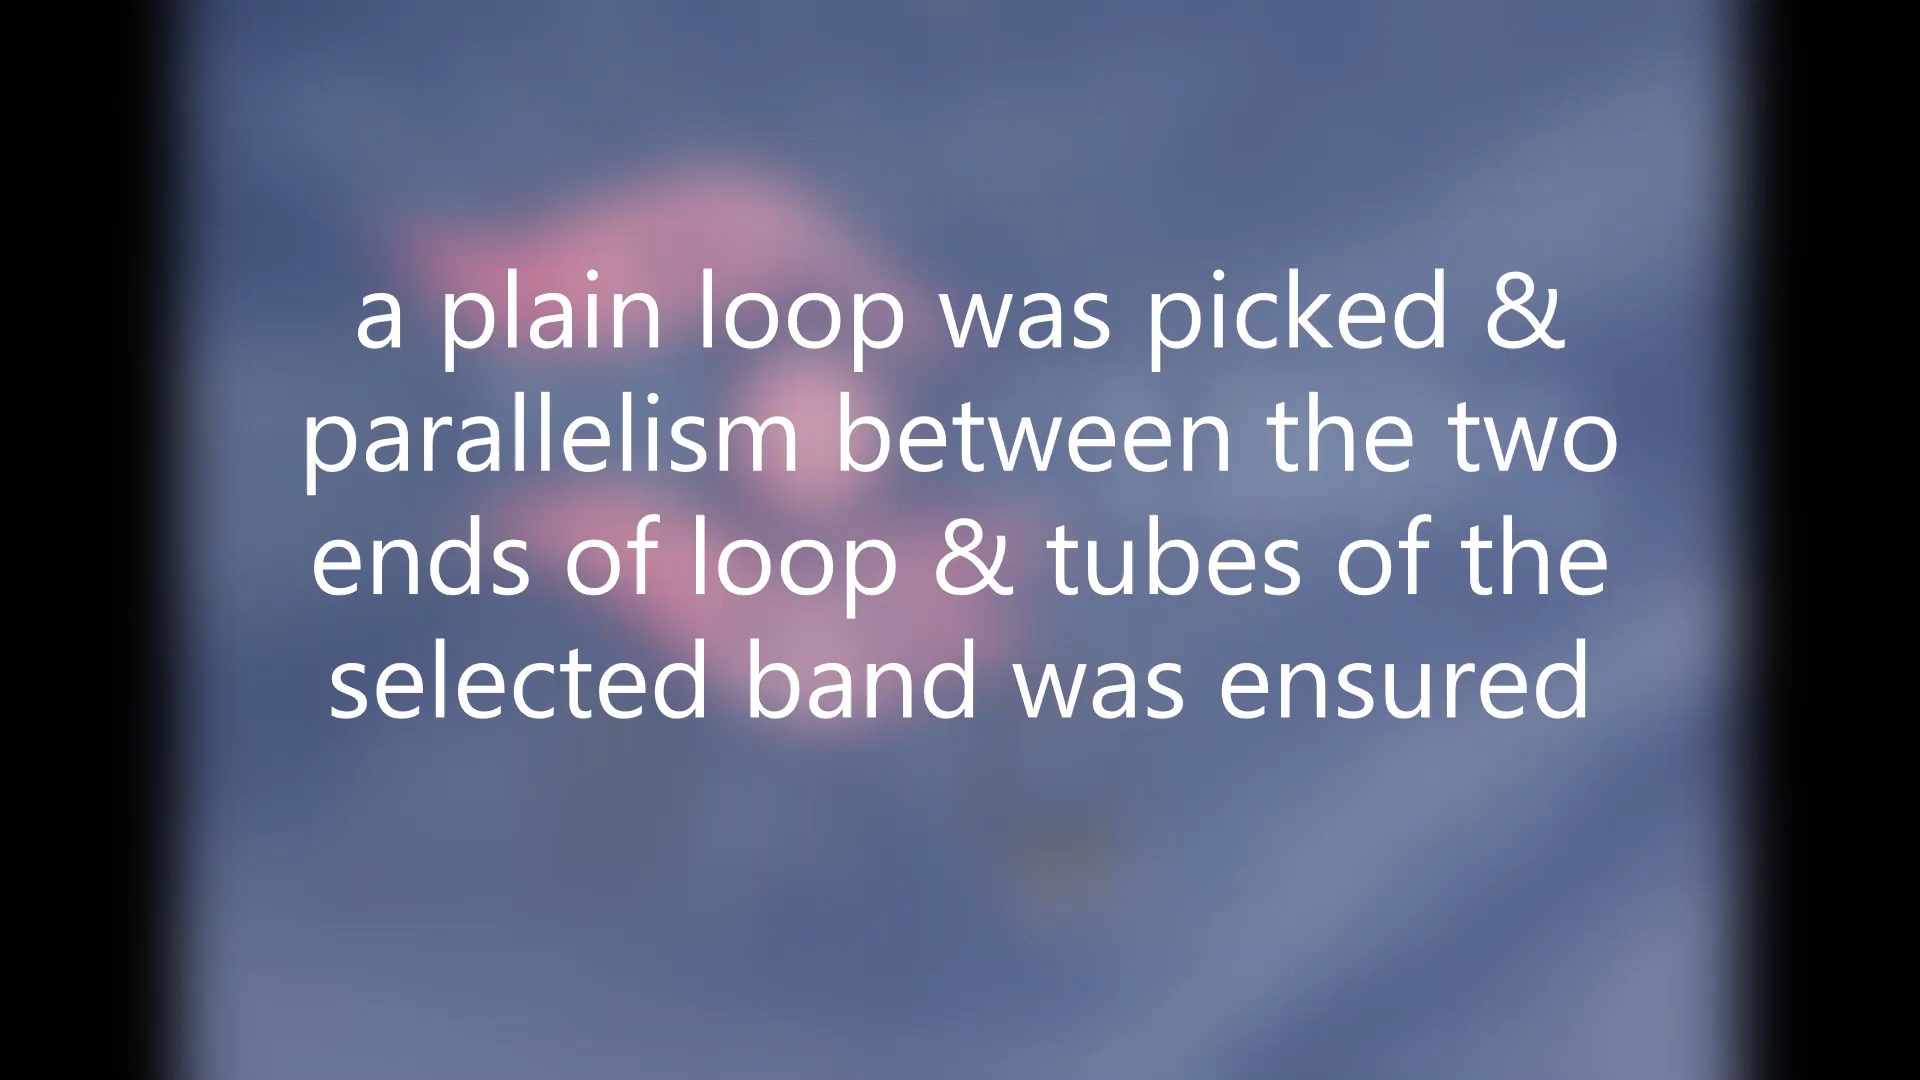 a plain loop was picked &
parallelism between the two
ends of loop & tubes of the
selected band was ensured